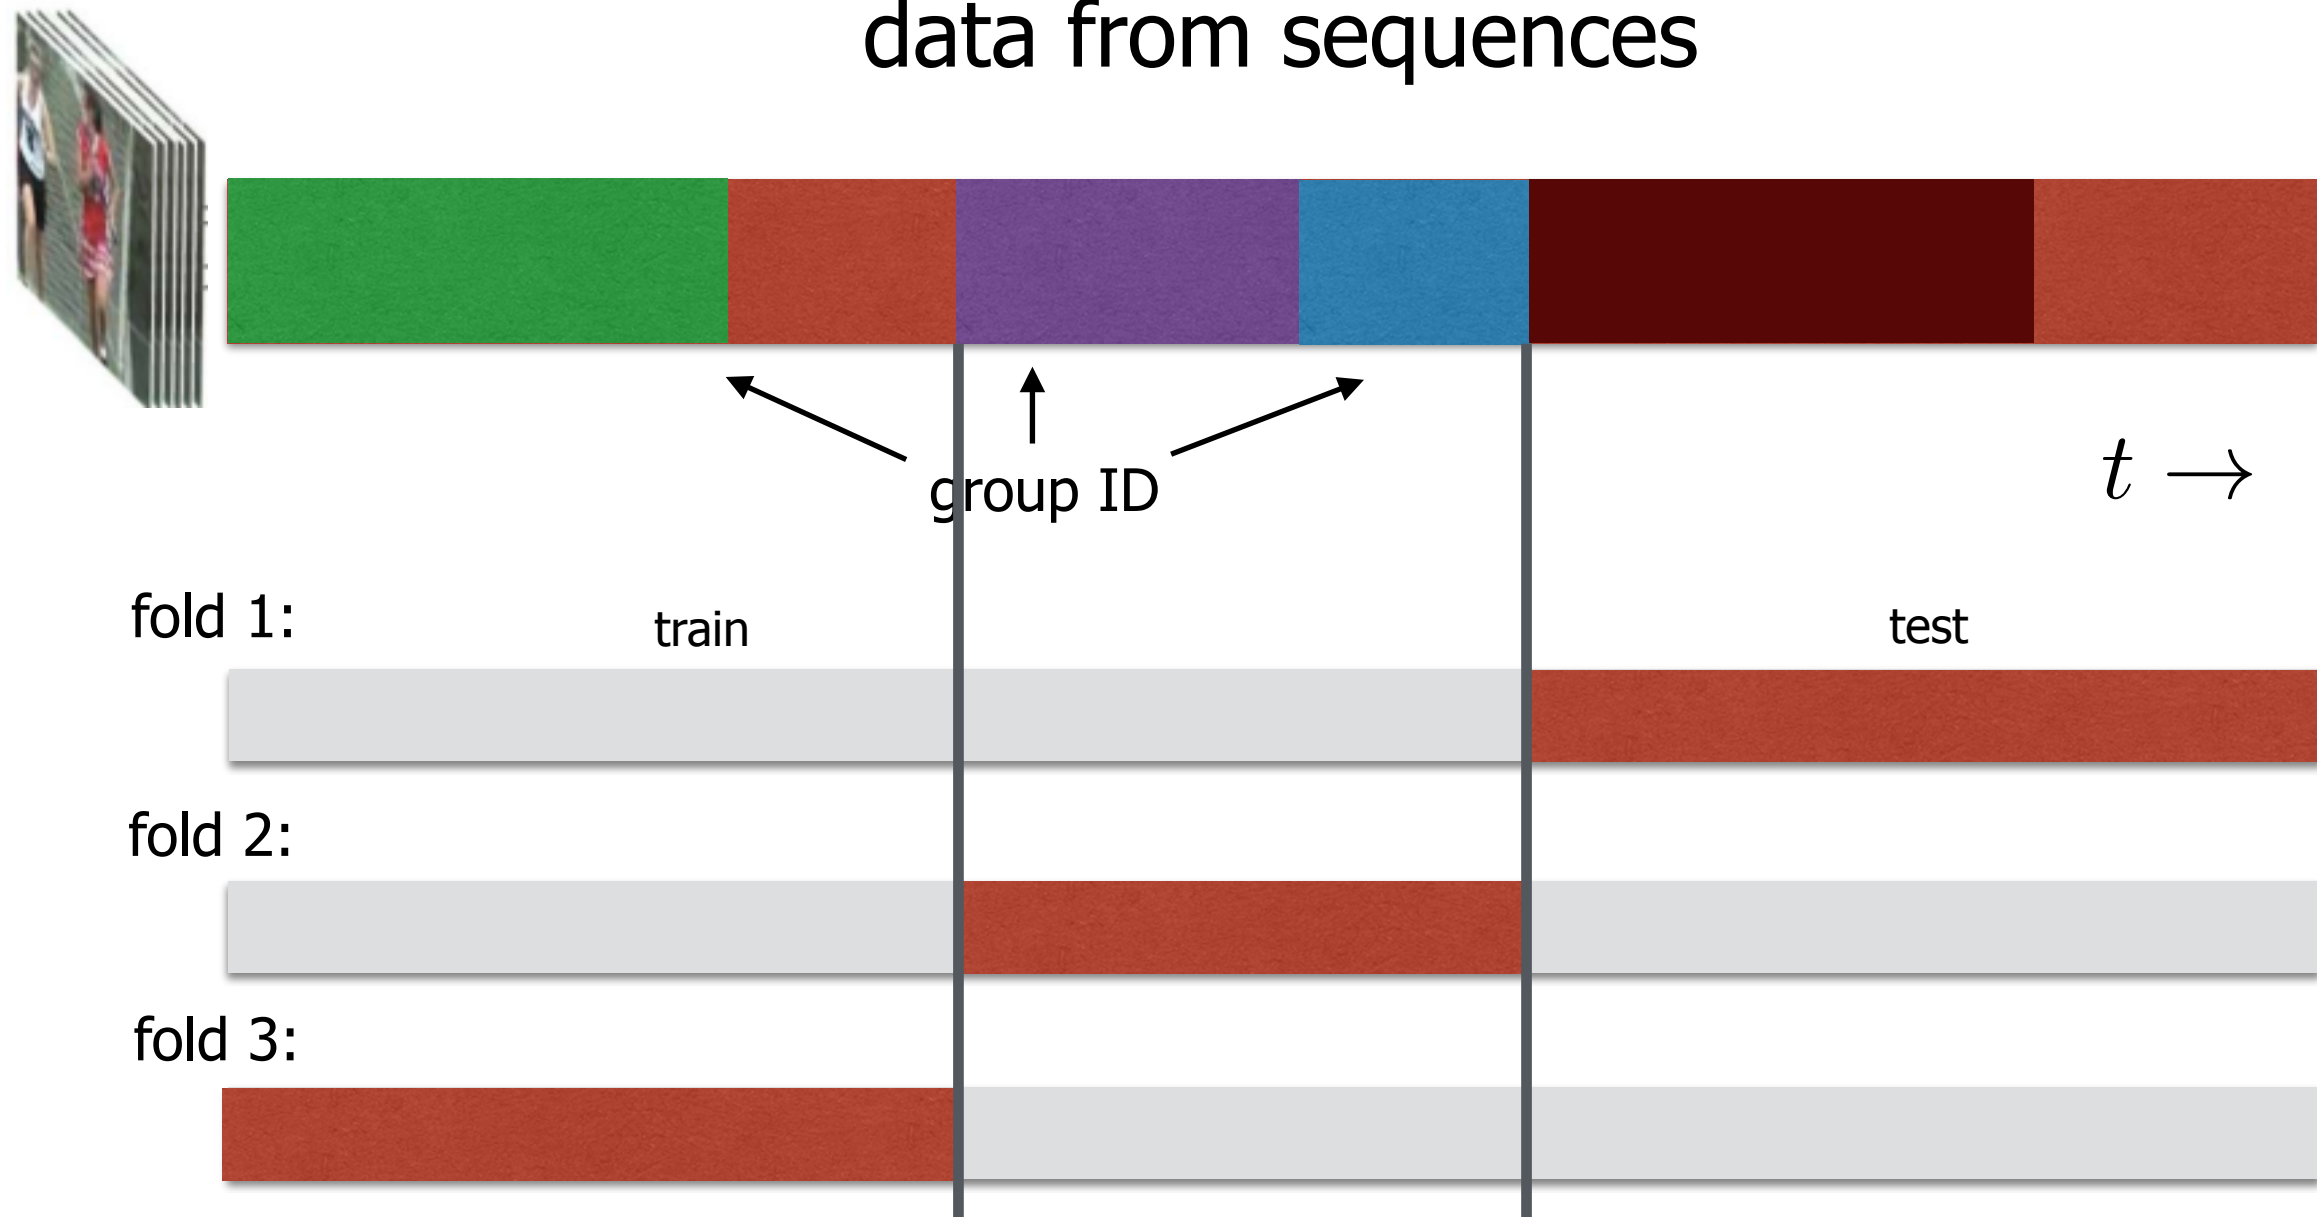 data from sequences
group ID
t →
fold 1:
train
test
fold 2:
fold 3: